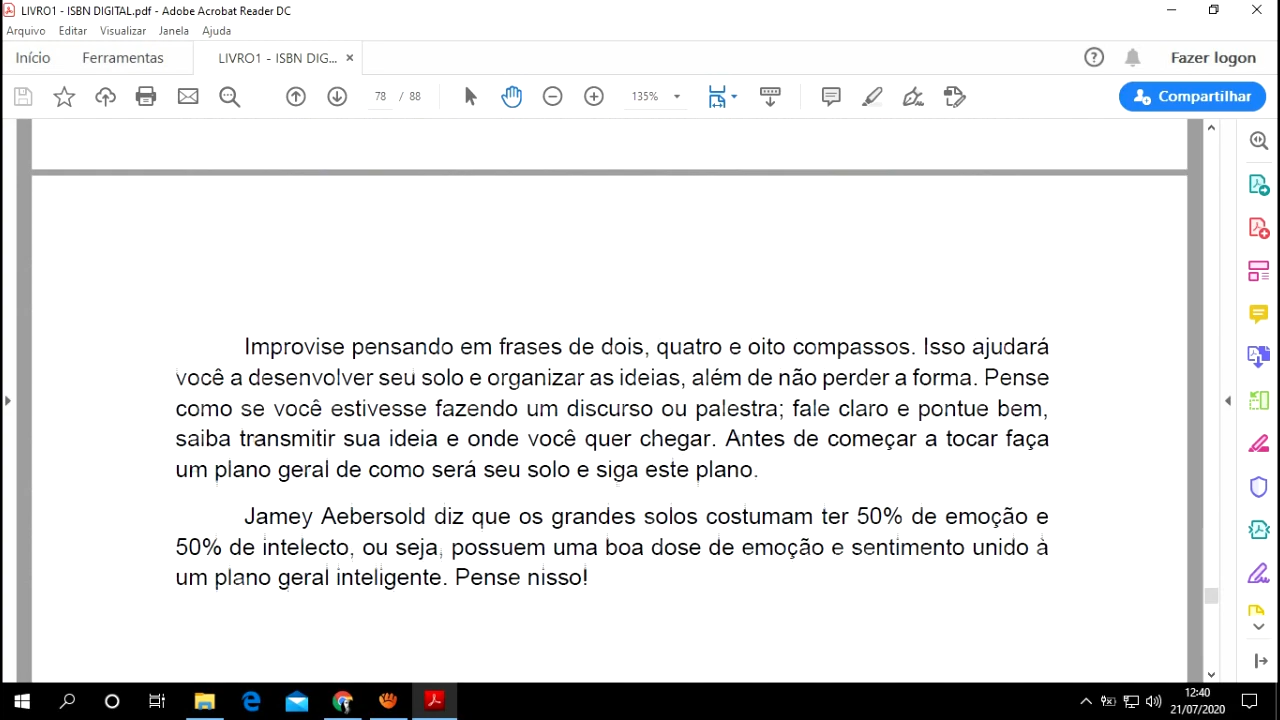 LIVRO1 - ISBN DIGITAL.pdf - Adobe Acrobat Reader DC
Arquivo Editar Visualizar Janela Ajuda
Início Ferramentas LIVRO1 - ISBN DIG... Fazer logon
78 / 88 135% Compartilhar
Improvise pensando em frases de dois, quatro e oito compassos. Isso ajudará
você a desenvolver seu solo e organizar as ideias, além de não perder a forma. Pense
como se você estivesse fazendo um discurso ou palestra; fale claro e pontue bem,
saiba transmitir sua ideia e onde você quer chegar. Antes de começar a tocar faça
um plano geral de como será seu solo e siga este plano.
Jamey Aebersold diz que os grandes solos costumam ter 50% de emoção e
50% de intelecto, ou seja, possuem uma boa dose de emoção e sentimento unido à
um plano geral inteligente. Pense nisso!
12:40
21/07/2020